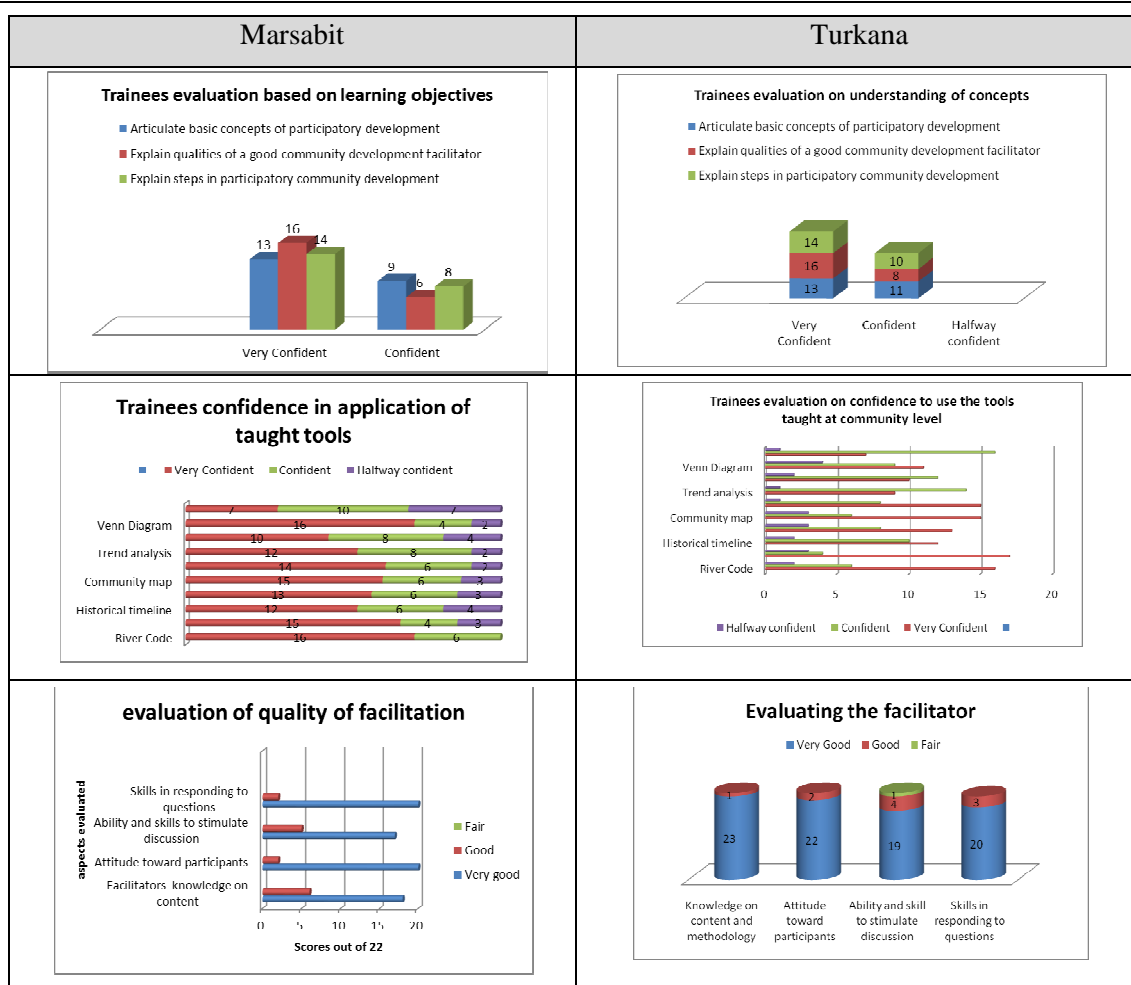 Marsabit
Turkana
Trainees evaluation based on learning objectives
Articulate basic concepts of participatory development
Explain qualities of a good community development facilitator
Explain steps in participatory community development
13
16
14
9
6
8
Very Confident
Confident
Trainees evaluation on understanding of concepts
Articulate basic concepts of participatory development
Explain qualities of a good community development facilitator
Explain steps in participatory community development
14
16
13
10
8
11
Very
Confident
Confident
Halfway
confident
Trainees confidence in application of
taught tools
Very Confident
Confident
Halfway confident
7 10 7
Venn Diagram 16 4 2
10 8 4
Trend analysis 12 8 2
14 6 2
Community map 15 6 3
13 6 3
Historical timeline 12 6 4
15 4 3
River Code 16 6
Trainees evaluation on confidence to use the tools
taught at community level
Venn Diagram
Trend analysis
Community map
Historical timeline
River Code
0 5 10 15 20
Halfway confident
Confident
Very Confident
evaluation of quality of facilitation
aspects evaluated
Skills in responding to
questions
Ability and skills to stimulate
discussion
Attitude toward participants
Facilitators knowledge on
content
0 5 10 15 20
Scores out of 22
Fair
Good
Very good
Evaluating the facilitator
Very Good
Good
Fair
1 2 1 3
4
23 22 19 20
Knowledge on
content and
methodology
Attitude
toward
participants
Ability and skill
to stimulate
discussion
Skills in
responding to
questions